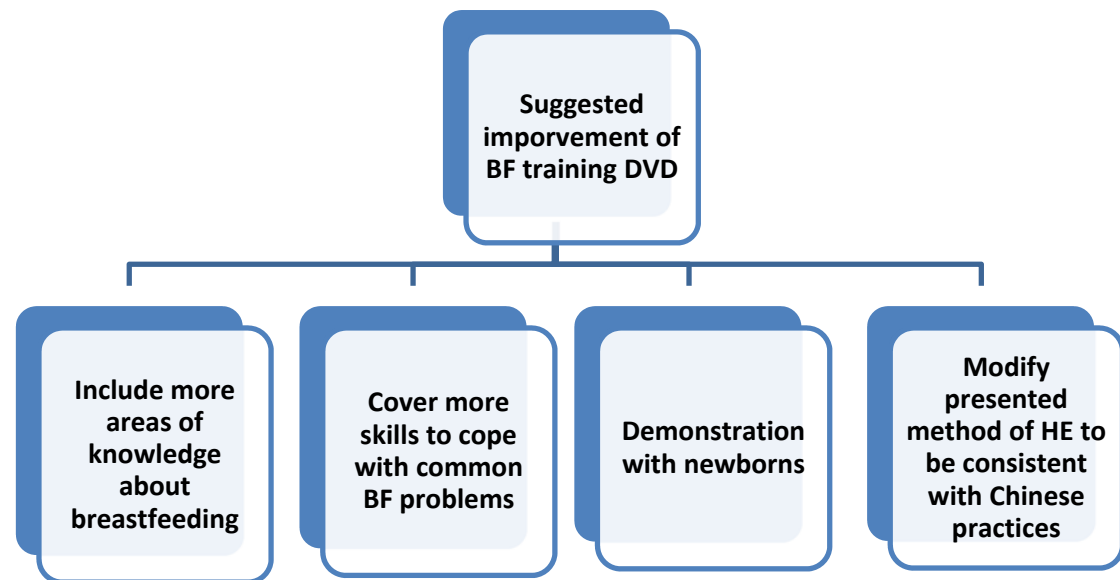 Suggested
imporvement of
BF training DVD
Include more
areas of
knowledge
about
breastfeeding
Cover more
skills to cope
with common
BF problems
Demonstration
with newborns
Modify
presented
method of HE to
be consistent
with Chinese
practices